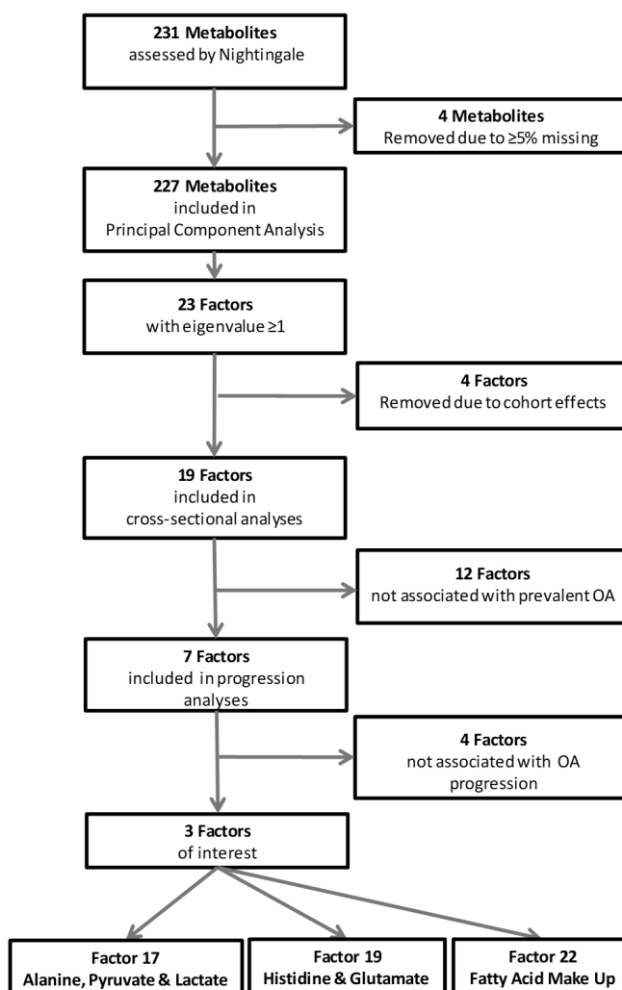 231 Metabolites
assessed by Nightingale
4 Metabolites
Removed due to ≥5% missing
227 Metabolites
included in
Principal Component Analysis
23 Factors
with eigenvalue ≥1
4 Factors
Removed due to cohort effects
19 Factors
included in
cross-sectional analyses
12 Factors
not associated with prevalent OA
7 Factors
included in progression
analyses
4 Factors
not associated with OA
progression
3 Factors
of interest
Factor 17
Alanine, Pyruvate & Lactate
Factor 19
Histidine & Glutamate
Factor 22
Fatty Acid Make Up